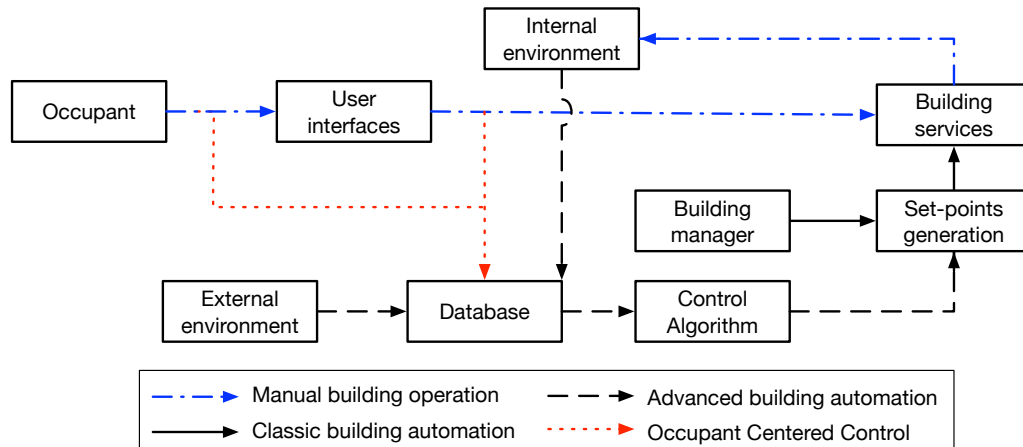 Internal
environment
Occupant
User
interfaces
Building
services
Building
manager
Set-points
generation
External
environment
Database
Control
Algorithm
Manual building operation
Advanced building automation
Classic building automation
Occupant Centered Control